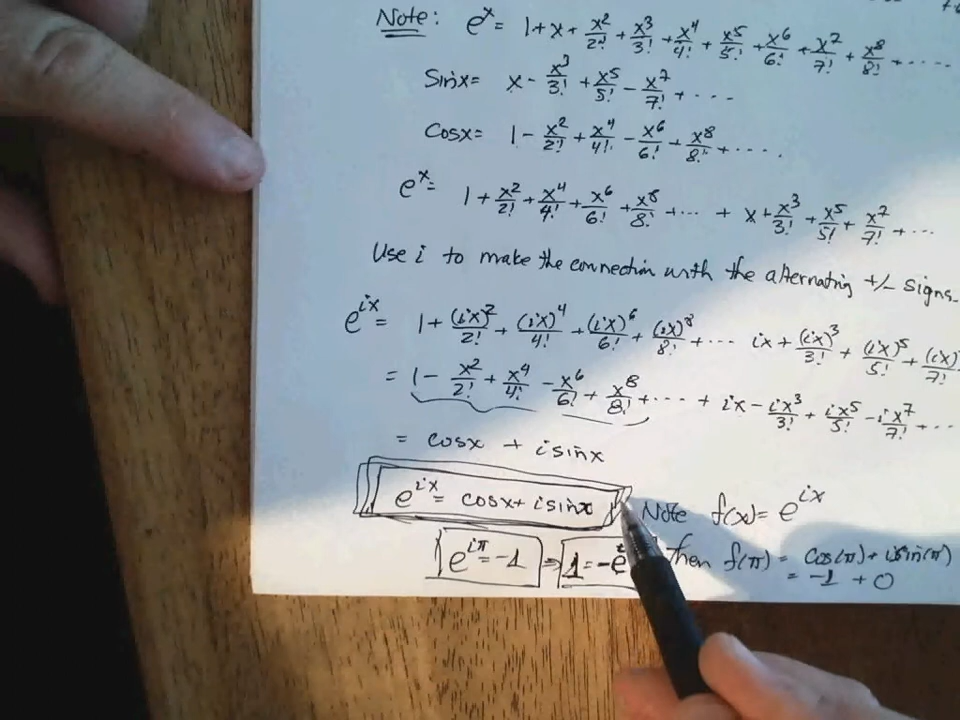 Note: e^x = 1 + x + x²/2! + x³/3! + x⁴/4! + x⁵/5! + x⁶/6! + x⁷/7! + x⁸/8! + ....
Sinx = x - x³/3! + x⁵/5! - x⁷/7! + ...
Cosx = 1 - x²/2! + x⁴/4! - x⁶/6! + x⁸/8! + ....
e^x = 1 + x²/2! + x⁴/4! + x⁶/6! + x⁸/8! + ... + x + x³/3! + x⁵/5! + x⁷/7! + ...
Use i to make the connection with the alternating +/- signs.
e^ix = 1 + (ix)²/2! + (ix)⁴/4! + (ix)⁶/6! + (ix)⁸/8! + ... ix + (ix)³/3! + (ix)⁵/5! + (ix)/7!
= 1 - x²/2! + x⁴/4! - x⁶/6! + x⁸/8! + ... + ix - ix³/3! + ix⁵/5! - ix⁷/7! + ...
= cosx + isinx
e^ix = cosx + isinx Note f(x) = e^ix
e^iπ = -1 = 1 = -e then f(π) = cos(π) + isin(π)
= -1 + 0